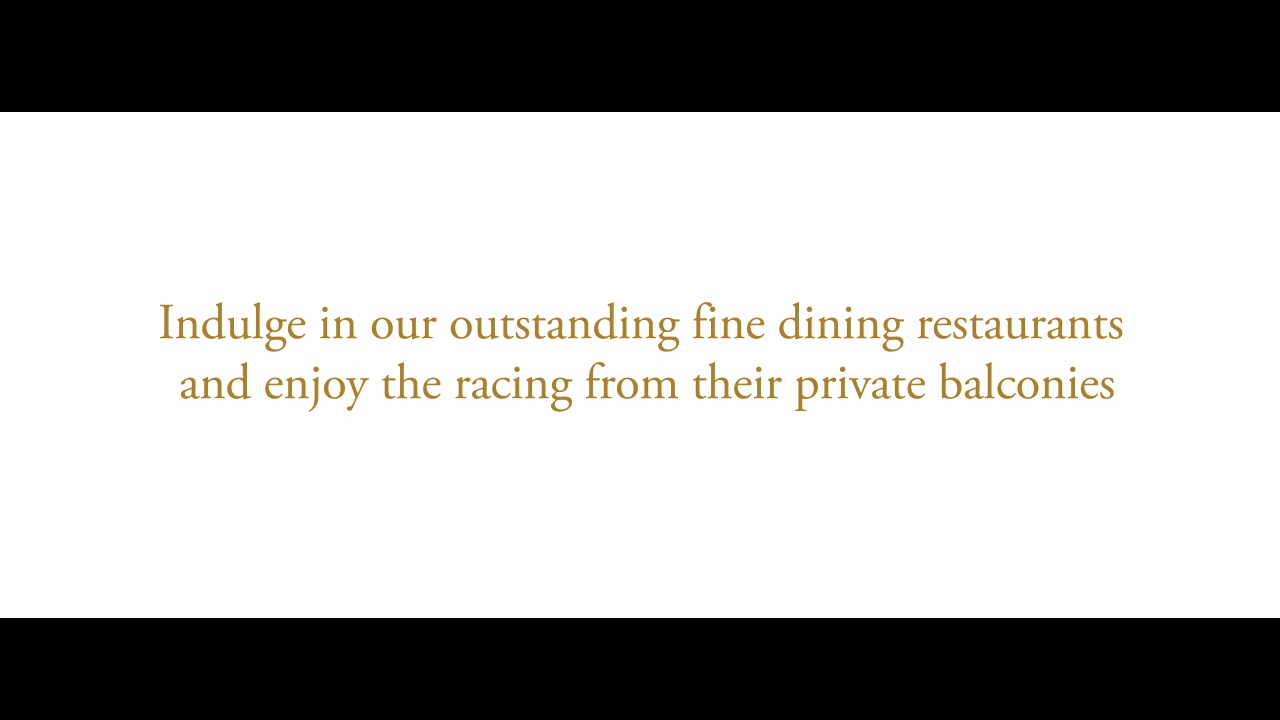 Indulge in our outstanding fine dining restaurants
and enjoy the racing from their private balconies